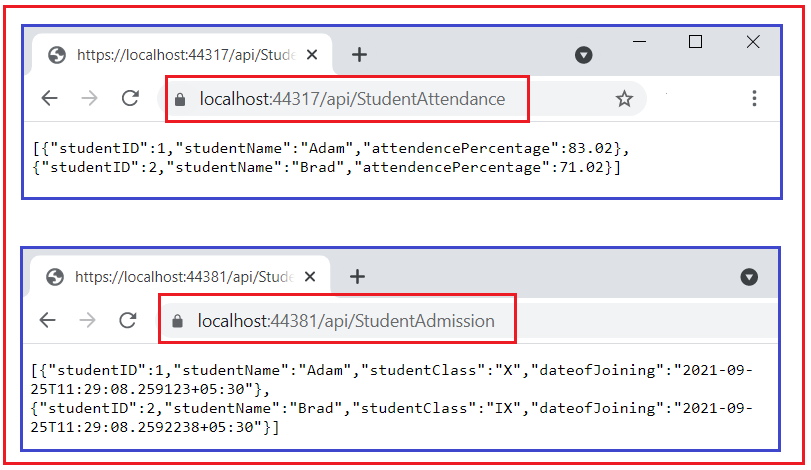 https://localhost:44317/api/Stude
localhost:44317/api/StudentAttendance
[{"studentID":1,"studentName":"Adam","attendencePercentage":83.02},
{"studentID":2,"studentName":"Brad","attendencePercentage":71.02}]
https://localhost:44381/api/Stude
localhost:44381/api/StudentAdmission
[{"studentID":1,"studentName":"Adam","studentClass":"X","dateofJoining":"2021-09-
25T11:29:08.259123+05:30"},
{"studentID":2,"studentName":"Brad","studentClass":"IX","dateofJoining":"2021-09-
25T11:29:08.2592238+05:30"}]